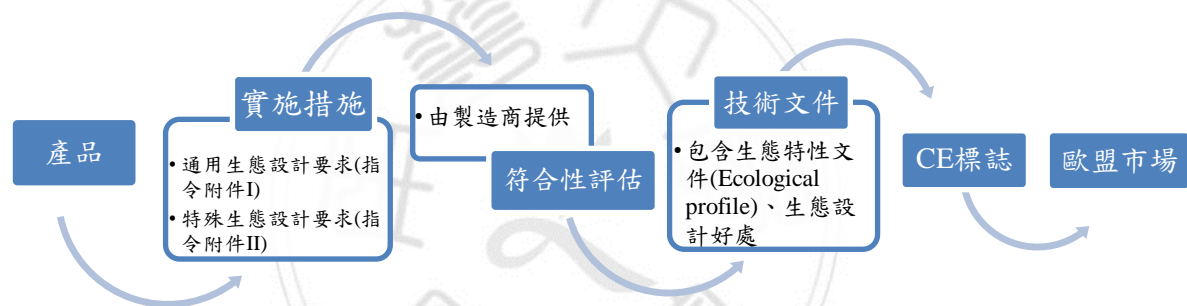 產品
實施措施
•通用生態設計要求(指
令附件I)
•特殊生態設計要求(指
令附件II)
•由製造商提供
符合性評估
技術文件
•包含生態特性文
件(Ecological
profile)、生態設
計好處
CE標誌
歐盟市場